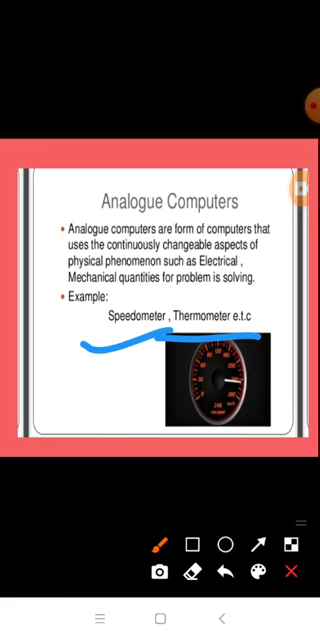 Analogue Computers
• Analogue computers are form of computers that
uses the continuously changeable aspects of
physical phenomenon such as Electrical ,
Mechanical quantities for problem is solving.
• Example:
Speedometer , Thermometer e.t.c